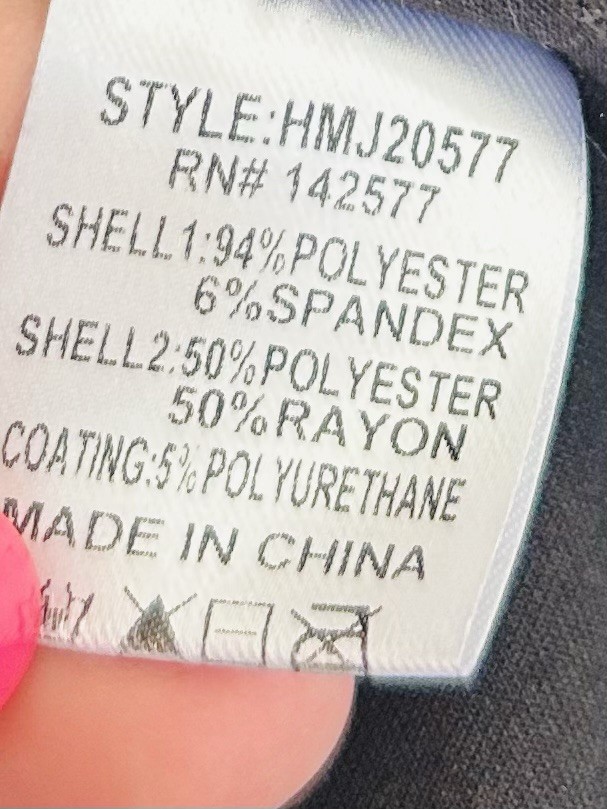 STYLE:HMJ20577
RN# 142577
SHELL1:94%POLYESTER
6%SPANDEX
SHELL2:50%POLYESTER
50%RAYON
COATING:5%POLYURETHANE
MADE IN CHINA